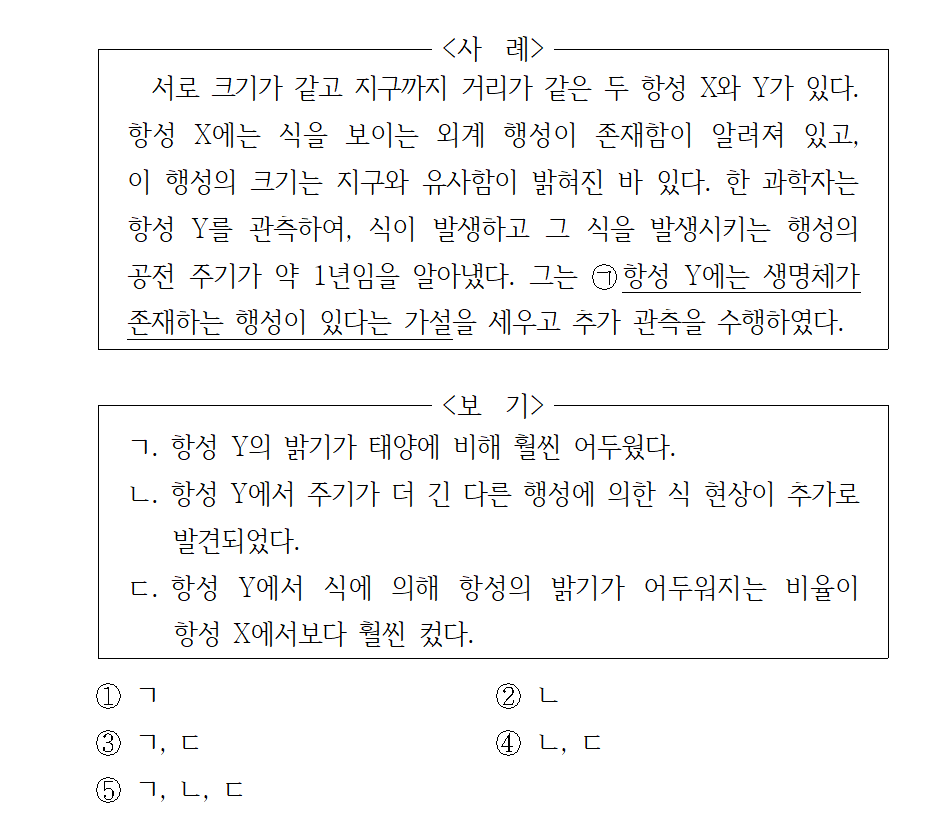 <사 례>
서로 크기가 같고 지구까지 거리가 같은 두 항성 X와 Y가 있다.
항성 X에는 식을 보이는 외계 행성이 존재함이 알려져 있고,
이 행성의 크기는 지구와 유사함이 밝혀진 바 있다. 한 과학자는
항성 Y를 관측하여, 식이 발생하고 그 식을 발생시키는 행성의
공전 주기가 약 1년임을 알아냈다. 그는 ㉠항성 Y에는 생명체가
존재하는 행성이 있다는 가설을 세우고 추가 관측을 수행하였다.
<보 기>
ㄱ. 항성 Y의 밝기가 태양에 비해 훨씬 어두웠다.
ㄴ. 항성 Y에서 주기가 더 긴 다른 행성에 의한 식 현상이 추가로
발견되었다.
ㄷ. 항성 Y에서 식에 의해 항성의 밝기가 어두워지는 비율이
항성 X에서보다 훨씬 컸다.
① ㄱ ② ㄴ
③ ㄱ, ㄷ ④ ㄴ, ㄷ
⑤ ㄱ, ㄴ, ㄷ